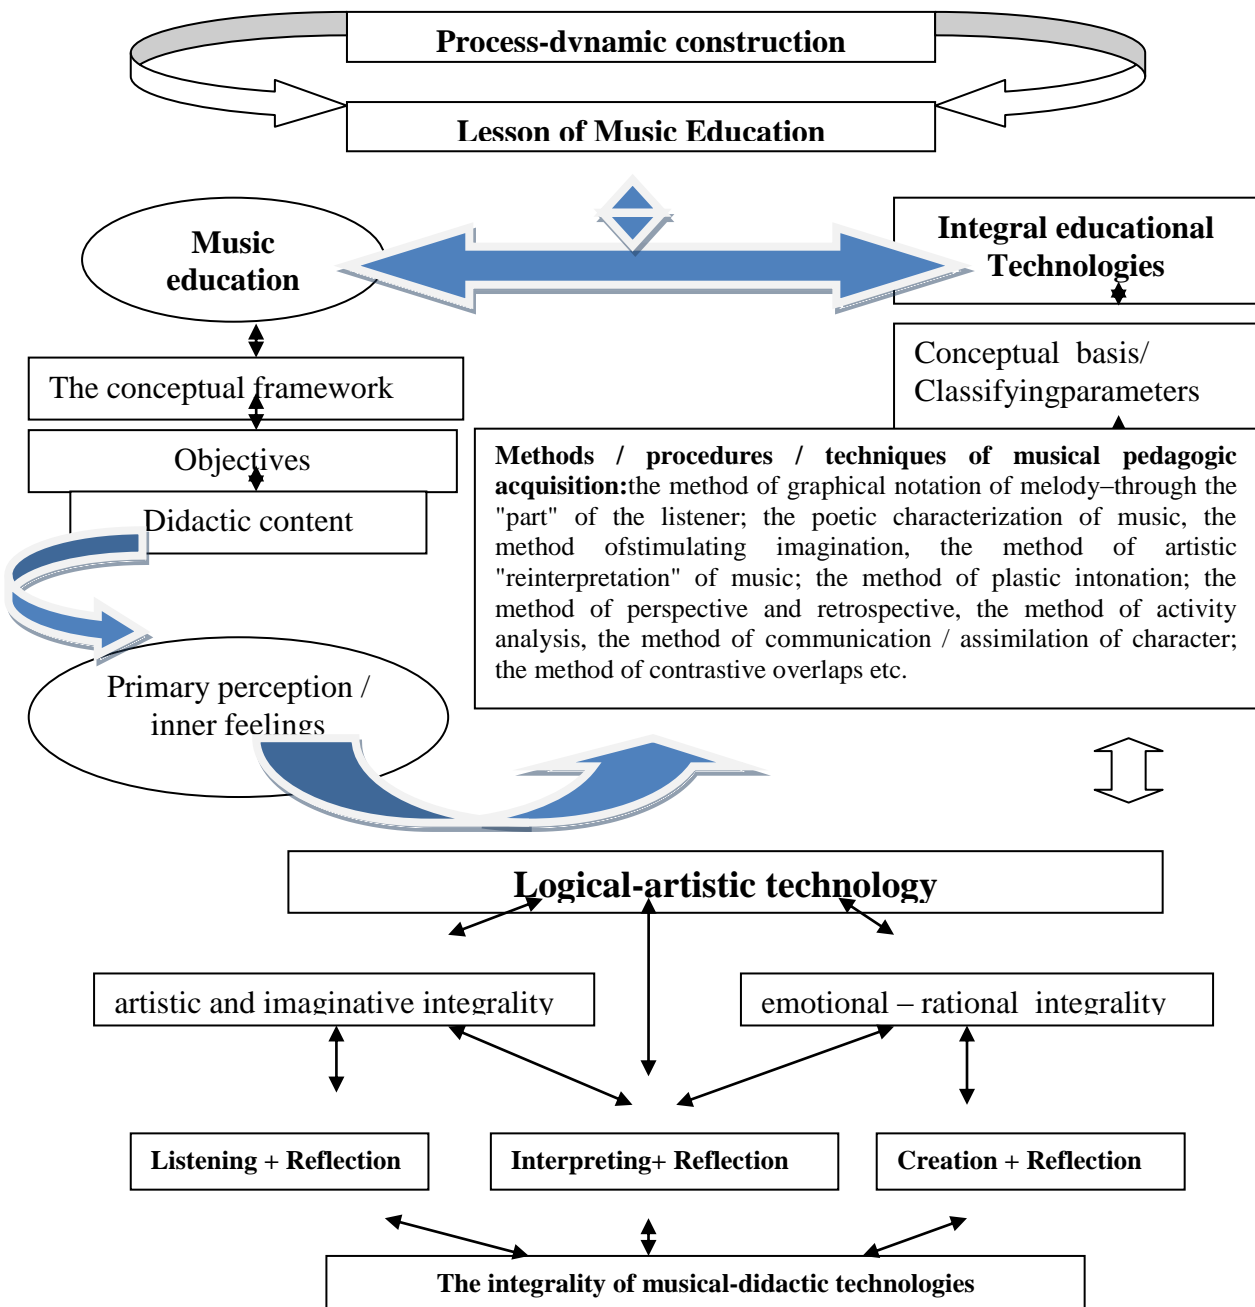 Process-dynamic construction
Lesson of Music Education
Music
education
Integral educational
Technologies
The conceptual framework
Conceptual basis/
Classifyingparameters
Objectives
Didactic content
Methods / procedures / techniques of musical pedagogic
acquisition:the method of graphical notation of melody–through the
"part" of the listener; the poetic characterization of music, the
method ofstimulating imagination, the method of artistic
"reinterpretation" of music; the method of plastic intonation; the
method of perspective and retrospective, the method of activity
analysis, the method of communication / assimilation of character;
the method of contrastive overlaps etc.
Primary perception /
inner feelings
Logical-artistic technology
artistic and imaginative integrality
emotional – rational integrality
Listening + Reflection
Interpreting+ Reflection
Creation + Reflection
The integrality of musical-didactic technologies